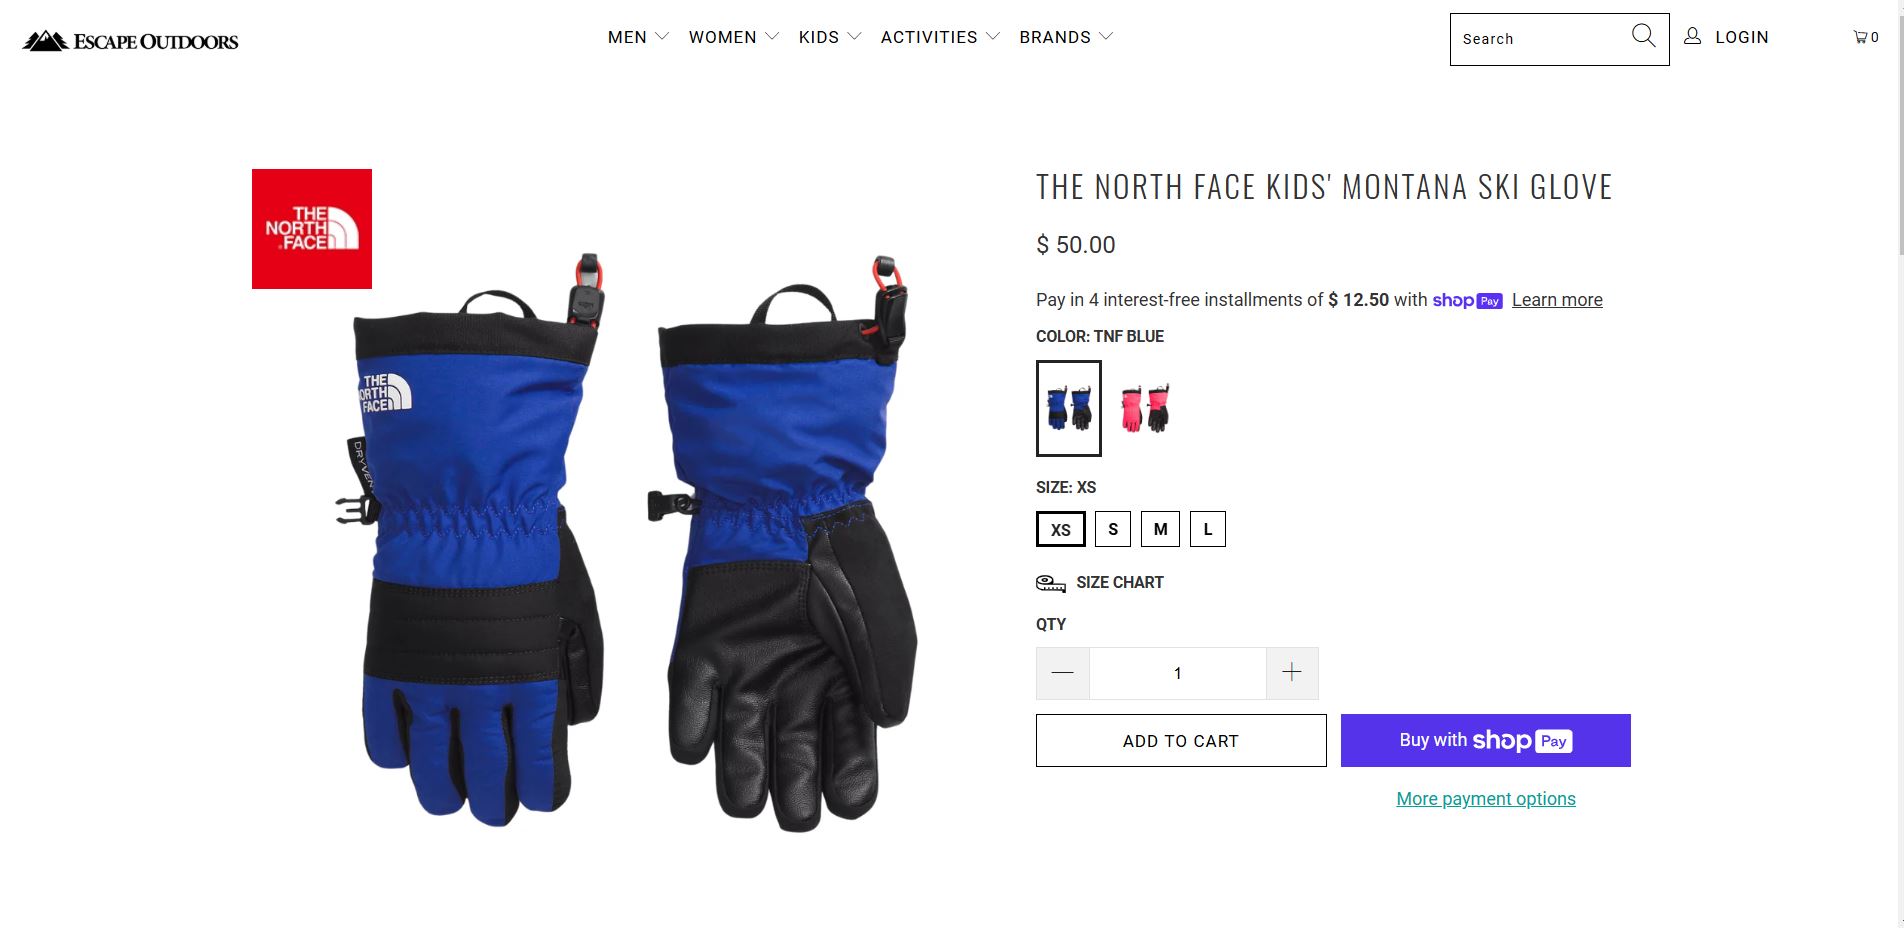 ESCAPE OUTDOORS
MEN
WOMEN
KIDS
ACTIVITIES
BRANDS
Search
LOGIN
0
THE
NORTH
FACE
THE NORTH FACE KIDS' MONTANA SKI GLOVE
$ 50.00
Pay in 4 interest-free installments of $ 12.50 with shop Pay Learn more
COLOR: TNF BLUE
THE
ORTH
FACE
DRYVEN
SIZE: XS
XS S M L
SIZE CHART
QTY
1
ADD TO CART
Buy with shop Pay
More payment options